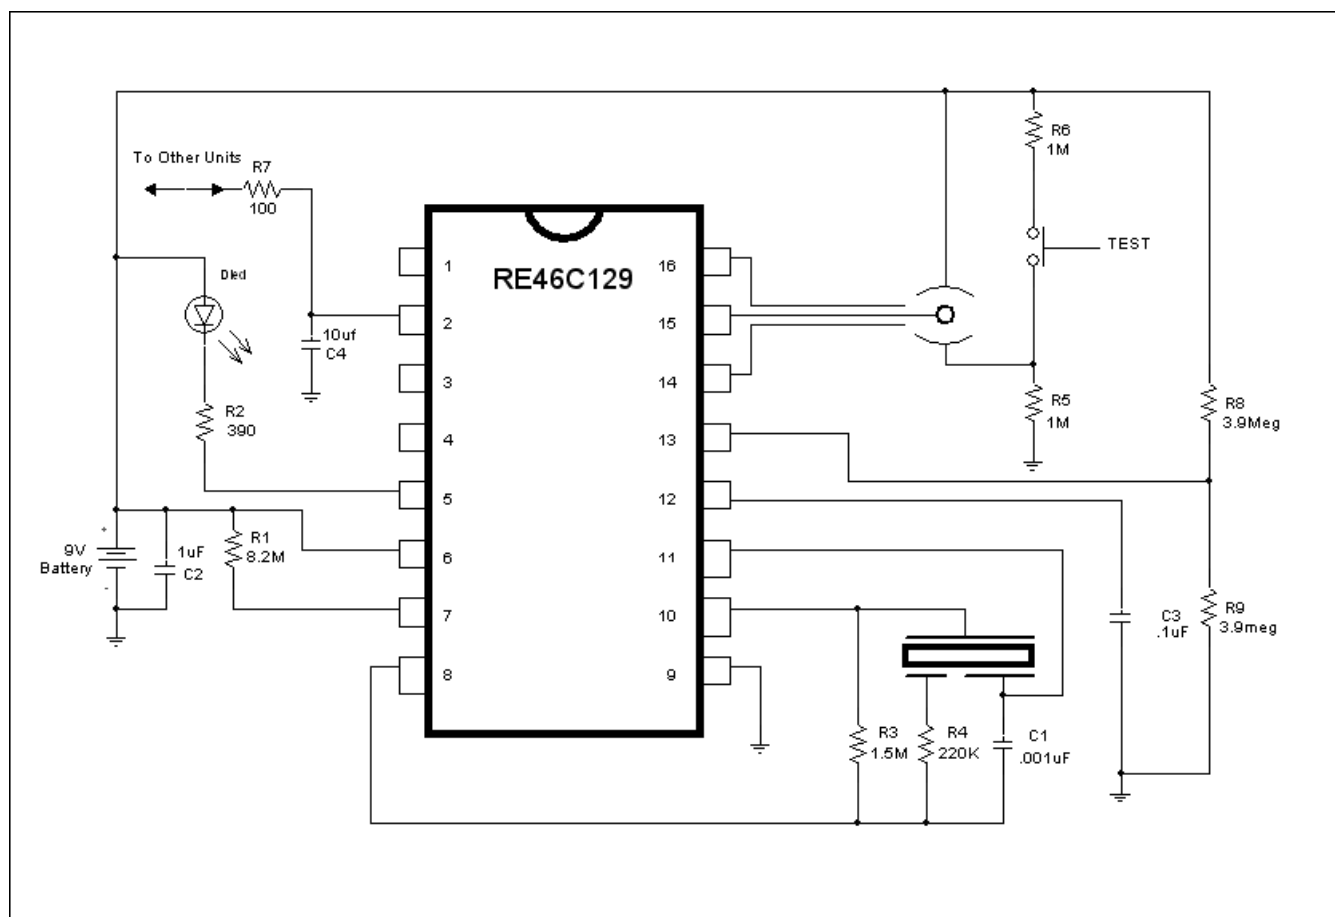 To Other Units
R7
100
R6
1M
TEST
Dled
RE46C129
1
2
3
4
5
6
7
8
16
15
14
13
12
11
10
9
10uf
C4
R2
390
R5
1M
R8
3.9Meg
+
9V
Battery
-
1uF
C2
R1
8.2M
C3
.1uF
R9
3.9meg
R3
1.5M
R4
220K
C1
.001uF